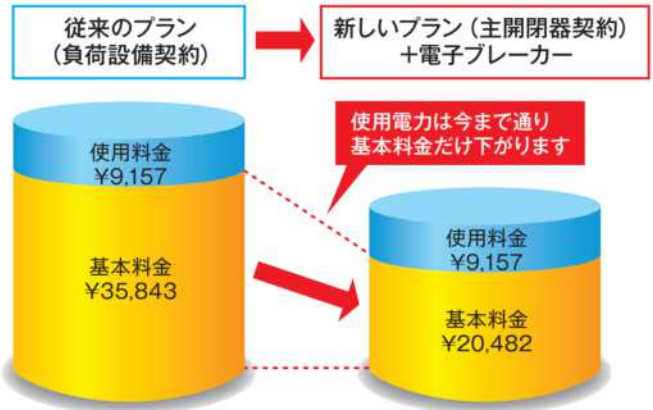 従来のプラン
(負荷設備契約)
新しいプラン(主開閉器契約)
+電子ブレーカー
使用電力は今まで通り
基本料金だけ下がります
使用料金
¥9,157
基本料金
¥35,843
使用料金
¥9,157
基本料金
¥20,482